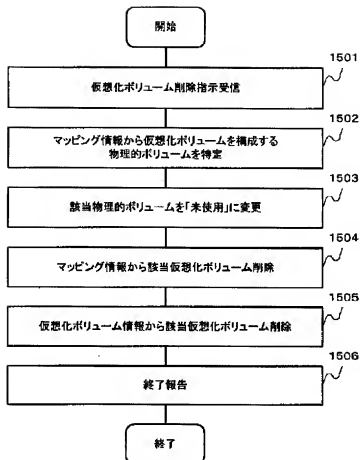 開始
1501
仮想化ボリューム削除指示受信
1502
マッピング情報から仮想化ボリュームを構成する
物理的ボリュームを特定
1503
該当物理的ボリュームを「未使用」に変更
1504
マッピング情報から該当仮想化ボリューム削除
1505
仮想化ボリューム情報から該当仮想化ボリューム削除
1506
終了報告
終了